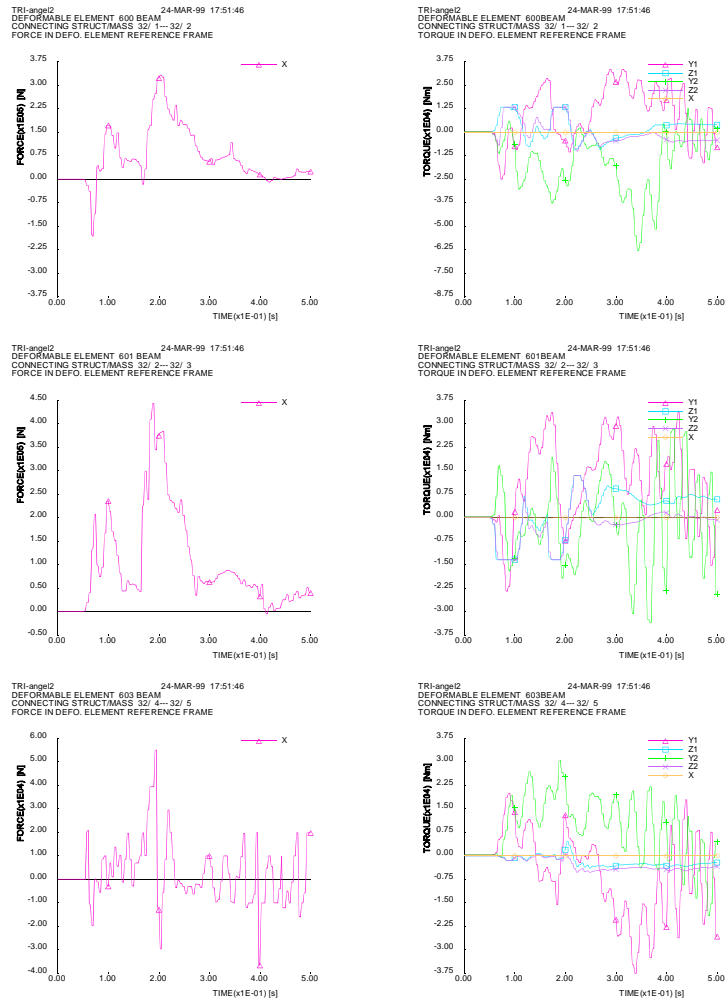 TRI-angel2 24-MAR-99 17:51:46
DEFORMABLE ELEMENT 600 BEAM
CONNECTING STRUCT/MASS 32/ 1---32/ 2
FORCE IN DEFO. ELEMENT REFERENCE FRAME
X
FORCE(x1E05) [N]
3.75
3.00
2.25
1.50
0.75
0.00
-0.75
-1.50
-2.25
-3.00
-3.75
0.00 1.00 2.00 3.00 4.00 5.00
TIME(x1E-01) [s]
TRI-angel2 24-MAR-99 17:51:46
DEFORMABLE ELEMENT 600BEAM
CONNECTING STRUCT/MASS 32/ 1---32/ 2
TORQUE IN DEFO. ELEMENT REFERENCE FRAME
Y1
Z1
Y2
Z2
X
TORQUE(x1E04) [Nm]
3.75
3.50
2.25
1.25
0.00
-1.25
-2.50
-3.75
-5.00
-6.25
-7.50
-8.75
0.00 1.00 2.00 3.00 4.00 5.00
TIME(x1E-01) [s]
TRI-angel2 24-MAR-99 17:51:46
DEFORMABLE ELEMENT 601 BEAM
CONNECTING STRUCT/MASS 32/ 2---32/ 3
FORCE IN DEFO. ELEMENT REFERENCE FRAME
X
FORCE(x1E05) [N]
4.50
4.00
3.50
3.00
2.50
2.00
1.50
1.00
0.50
0.00
-0.50
0.00 1.00 2.00 3.00 4.00 5.00
TIME(x1E-01) [s]
TRI-angel2 24-MAR-99 17:51:46
DEFORMABLE ELEMENT 601BEAM
CONNECTING STRUCT/MASS 32/ 2---32/ 3
TORQUE IN DEFO. ELEMENT REFERENCE FRAME
Y1
Z1
Y2
Z2
X
TORQUE(x1E04) [Nm]
3.75
3.00
2.25
1.50
0.75
0.00
-0.75
-1.50
-2.25
-3.00
-3.75
0.00 1.00 2.00 3.00 4.00 5.00
TIME(x1E-01) [s]
TRI-angel2 24-MAR-99 17:51:46
DEFORMABLE ELEMENT 603 BEAM
CONNECTING STRUCT/MASS 32/ 4---32/ 5
FORCE IN DEFO. ELEMENT REFERENCE FRAME
X
FORCE(x1E04) [N]
6.00
5.00
4.00
3.00
2.00
1.00
0.00
-1.00
-2.00
-3.00
-4.00
0.00 1.00 2.00 3.00 4.00 5.00
TIME(x1E-01) [s]
TRI-angel2 24-MAR-99 17:51:46
DEFORMABLE ELEMENT 603BEAM
CONNECTING STRUCT/MASS 32/ 4---32/ 5
TORQUE IN DEFO. ELEMENT REFERENCE FRAME
Y1
Z1
Y2
Z2
X
TORQUE(x1E04) [Nm]
3.75
3.00
2.25
1.50
0.75
0.00
-0.75
-1.50
-2.25
-3.00
-3.75
0.00 1.00 2.00 3.00 4.00 5.00
TIME(x1E-01) [s]